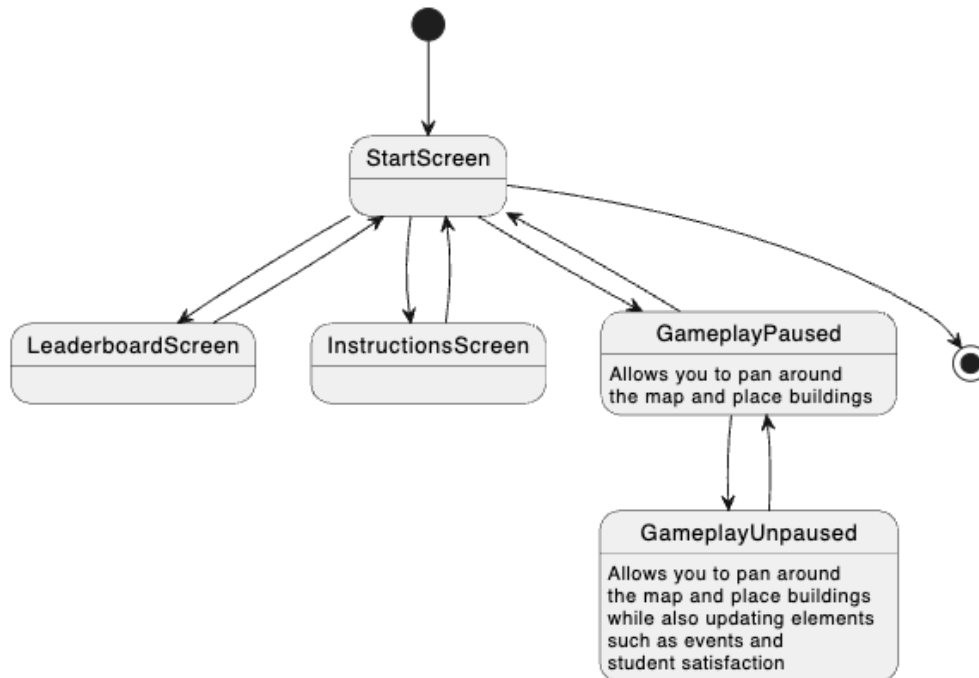 StartScreen
LeaderboardScreen
InstructionsScreen
GameplayPaused
Allows you to pan around
the map and place buildings
GameplayUnpaused
Allows you to pan around
the map and place buildings
while also updating elements
such as events and
student satisfaction